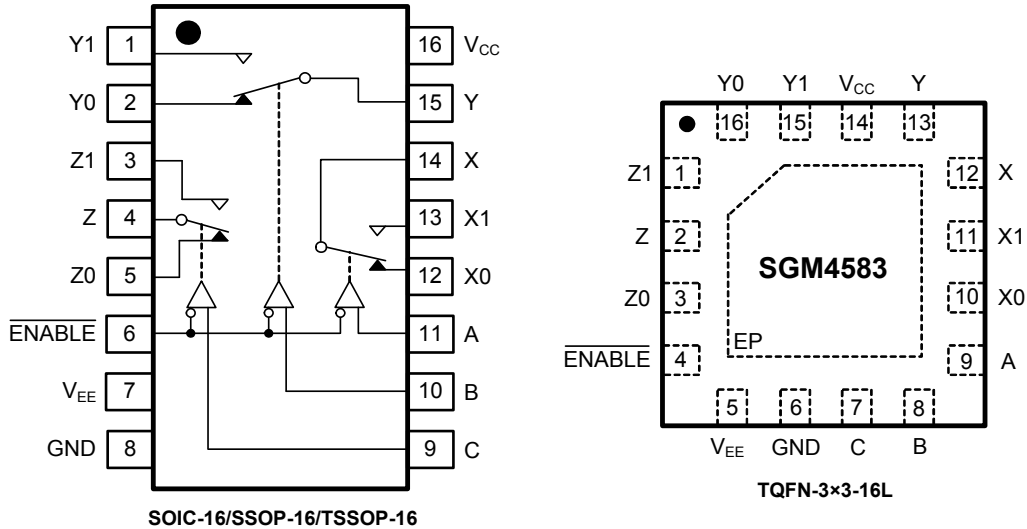 Y1 1 16 VCC
Y0 2 15 Y
Z1 3 14 X
Z 4 13 X1
Z0 5 12 X0
ENABLE 6 11 A
VEE 7 10 B
GND 8 9 C
SOIC-16/SSOP-16/TSSOP-16
Y0 Y1 VCC Y
16 15 14 13
Z1 1 12 X
Z 2 11 X1
SGM4583
Z0 3 10 X0
EP
ENABLE 4 9 A
5 6 7 8
VEE GND C B
TQFN-3×3-16L